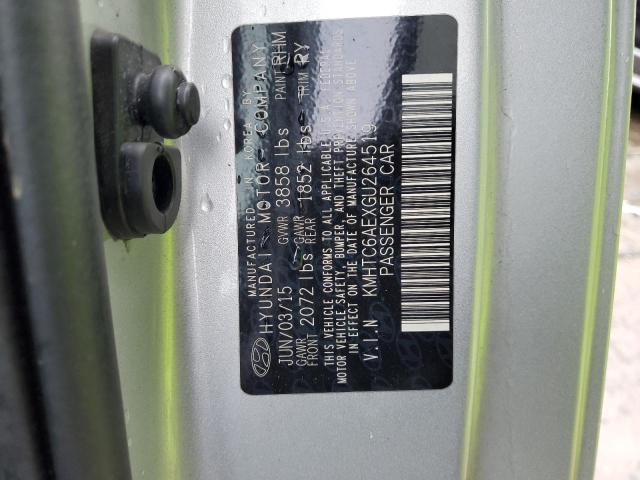 MANUFACTURED IN KOREA BY
HYUNDAI MOTOR COMPANY
JUN/03/15 GVWR 3858 lbs PAINT RHM
GAWR FRONT 2072 lbs GAWR REAR 1852 lbs TRIM RY
THIS VEHICLE CONFORMS TO ALL APPLICABLE U.S.A. FEDERAL
MOTOR VEHICLE SAFETY, BUMPER, AND THEFT PREVENTION STANDARDS
IN EFFECT ON THE DATE OF MANUFACTURE SHOWN ABOVE
V.I.N KMHTC6AEXGU264519
PASSENGER CAR